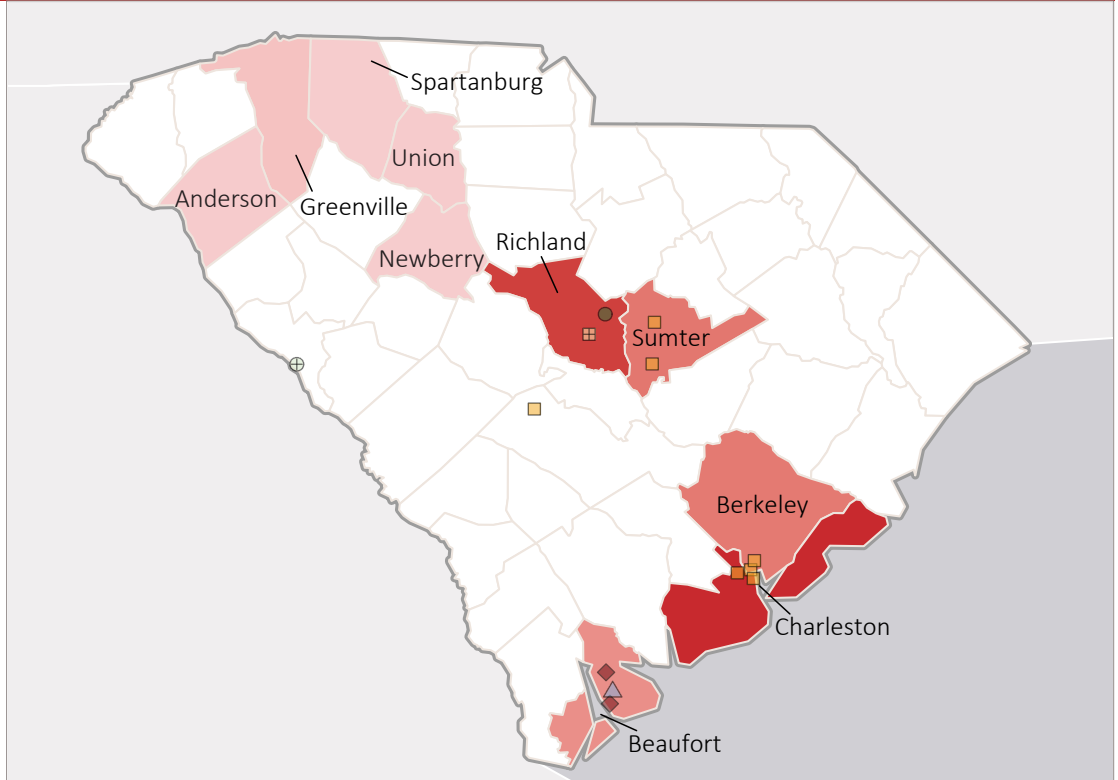 Spartanburg
Union
Anderson
Greenville
Richland
Newberry
Sumter
Berkeley
Charleston
Beaufort